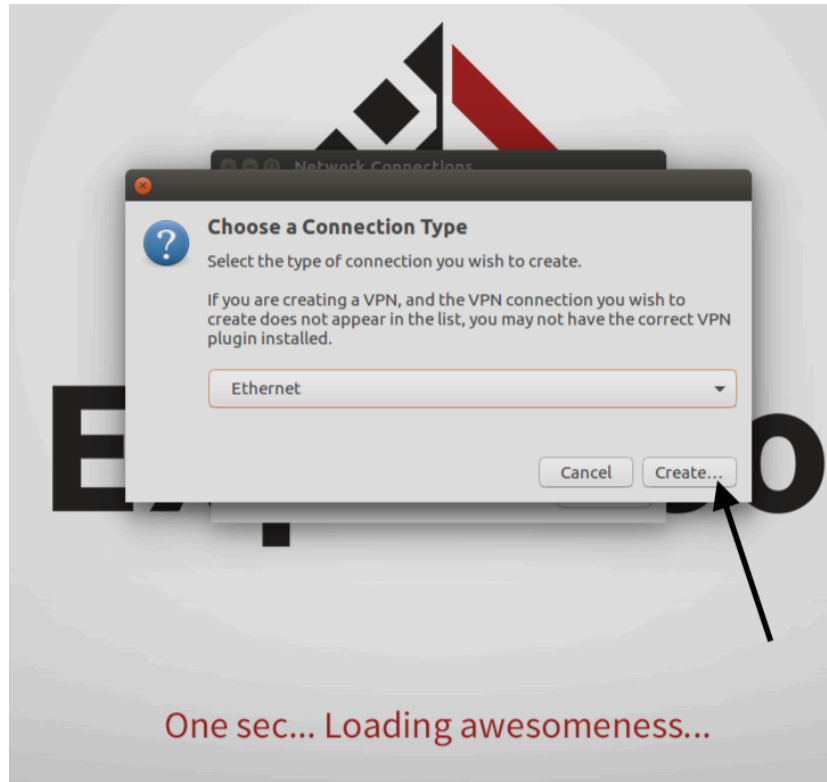 Network Connections
Choose a Connection Type
Select the type of connection you wish to create.
If you are creating a VPN, and the VPN connection you wish to
create does not appear in the list, you may not have the correct VPN
plugin installed.
Ethernet
Cancel
Create...
One sec... Loading awesomeness...